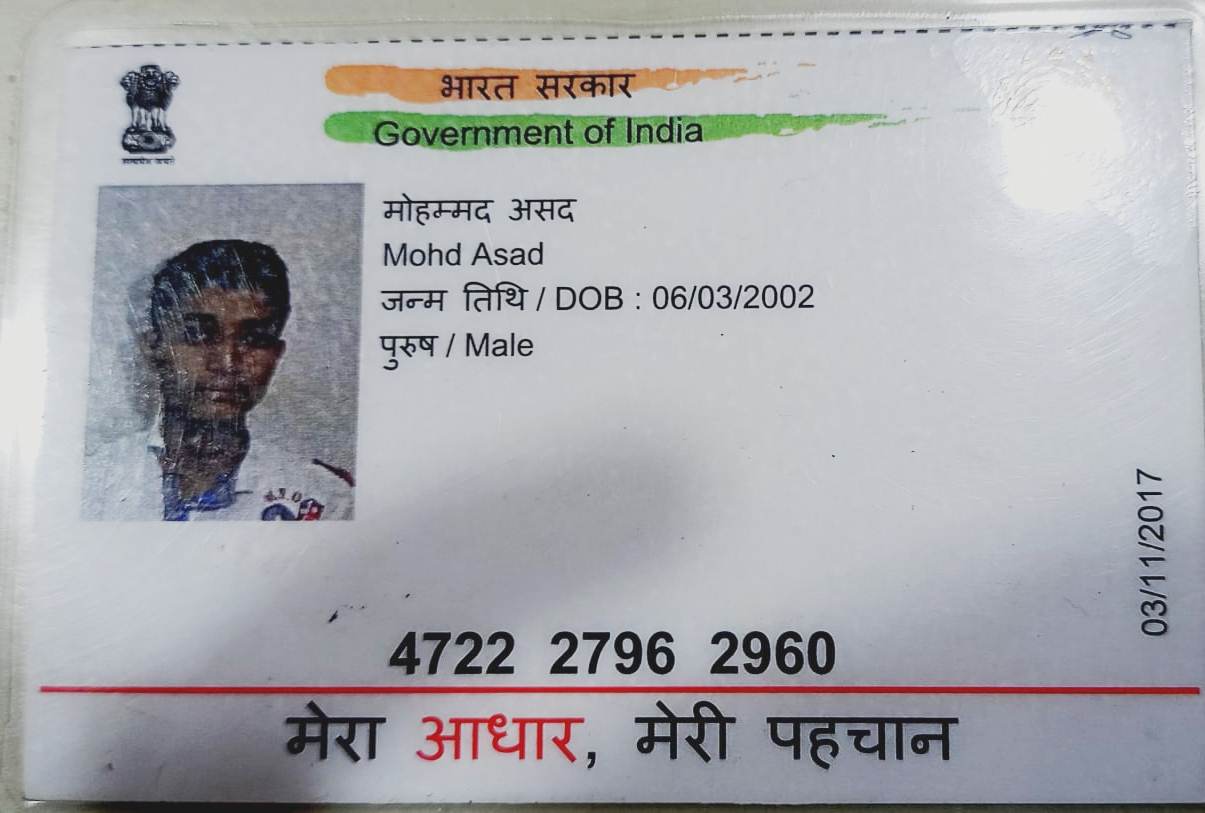 भारत सरकार
Government of India
मोहम्मद असद
Mohd Asad
जन्म तिथि / DOB : 06/03/2002
पुरुष / Male
03/11/2017
4722 2796 2960
मेरा आधार, मेरी पहचान